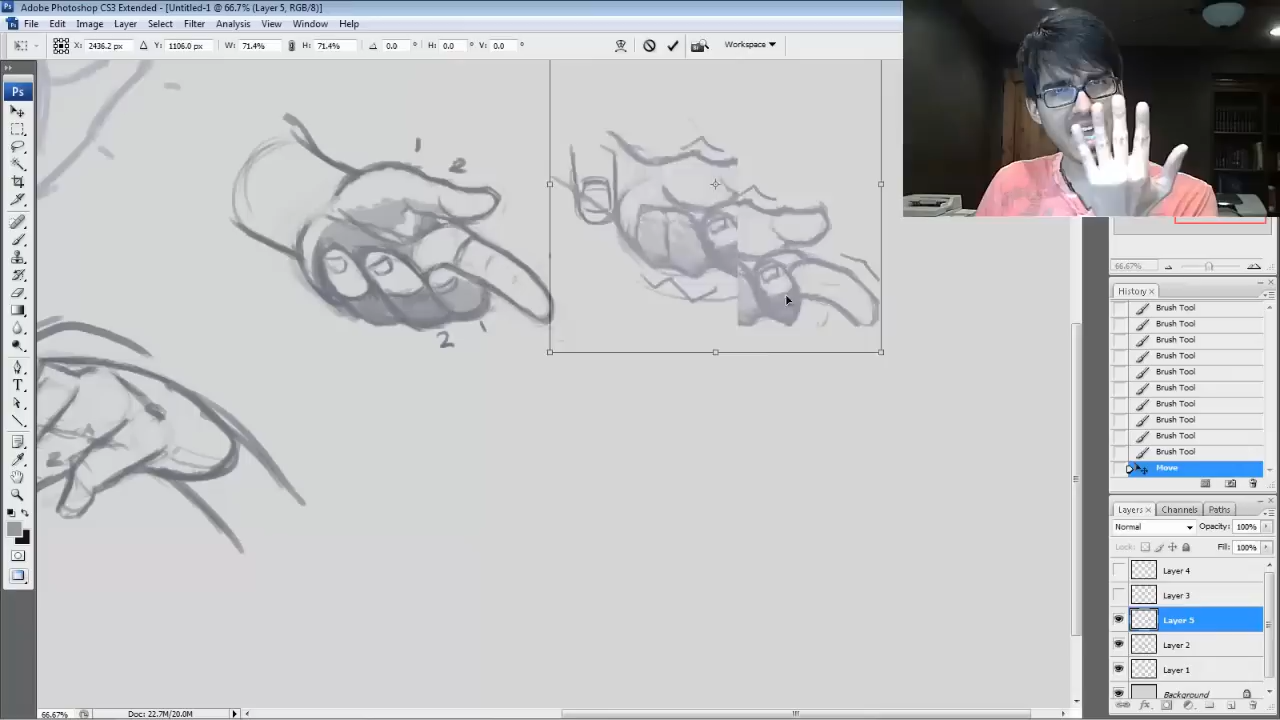 Adobe Photoshop CS3 Extended - [Untitled-1 @ 66.7% (Layer 5, RGB/8)]
File Edit Image Layer Select Filter Analysis View Window Help
X: 2436.2 px Y: 1106.0 px W: 71.4% H: 71.4% 0.0 ° H: 0.0 ° V: 0.0 ° Workspace
Ps
1
2
2
1
2
66.67%
History
Brush Tool
Brush Tool
Brush Tool
Brush Tool
Brush Tool
Brush Tool
Brush Tool
Brush Tool
Brush Tool
Brush Tool
Move
Layers Channels Paths
Normal Opacity: 100%
Lock: Fill: 100%
Layer 4
Layer 3
Layer 5
Layer 2
Layer 1
Background
66.67% Doc: 22.7M/20.0M